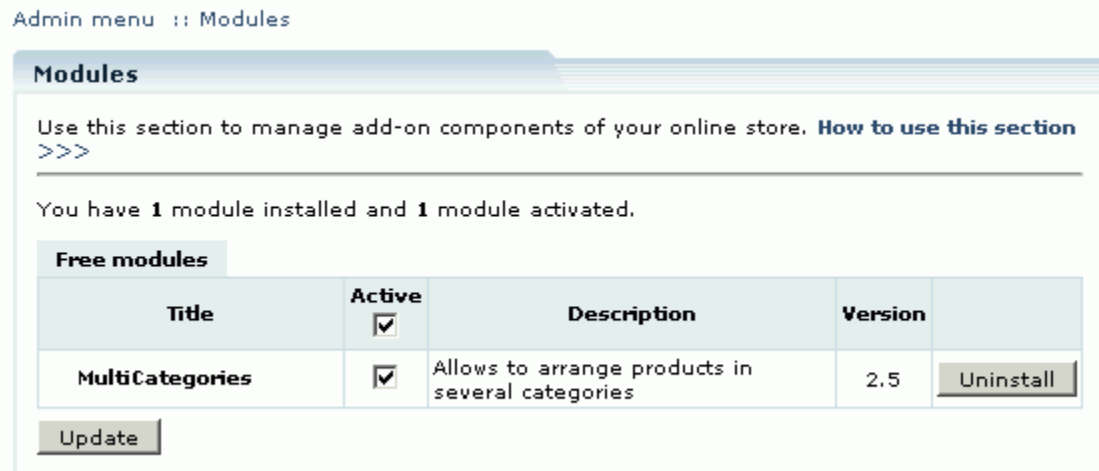 Admin menu :: Modules
Modules
Use this section to manage add-on components of your online store. How to use this section
>>>
You have 1 module installed and 1 module activated.
Free modules
Title Active Description Version
MultiCategories Allows to arrange products in several categories 2.5 Uninstall
Update